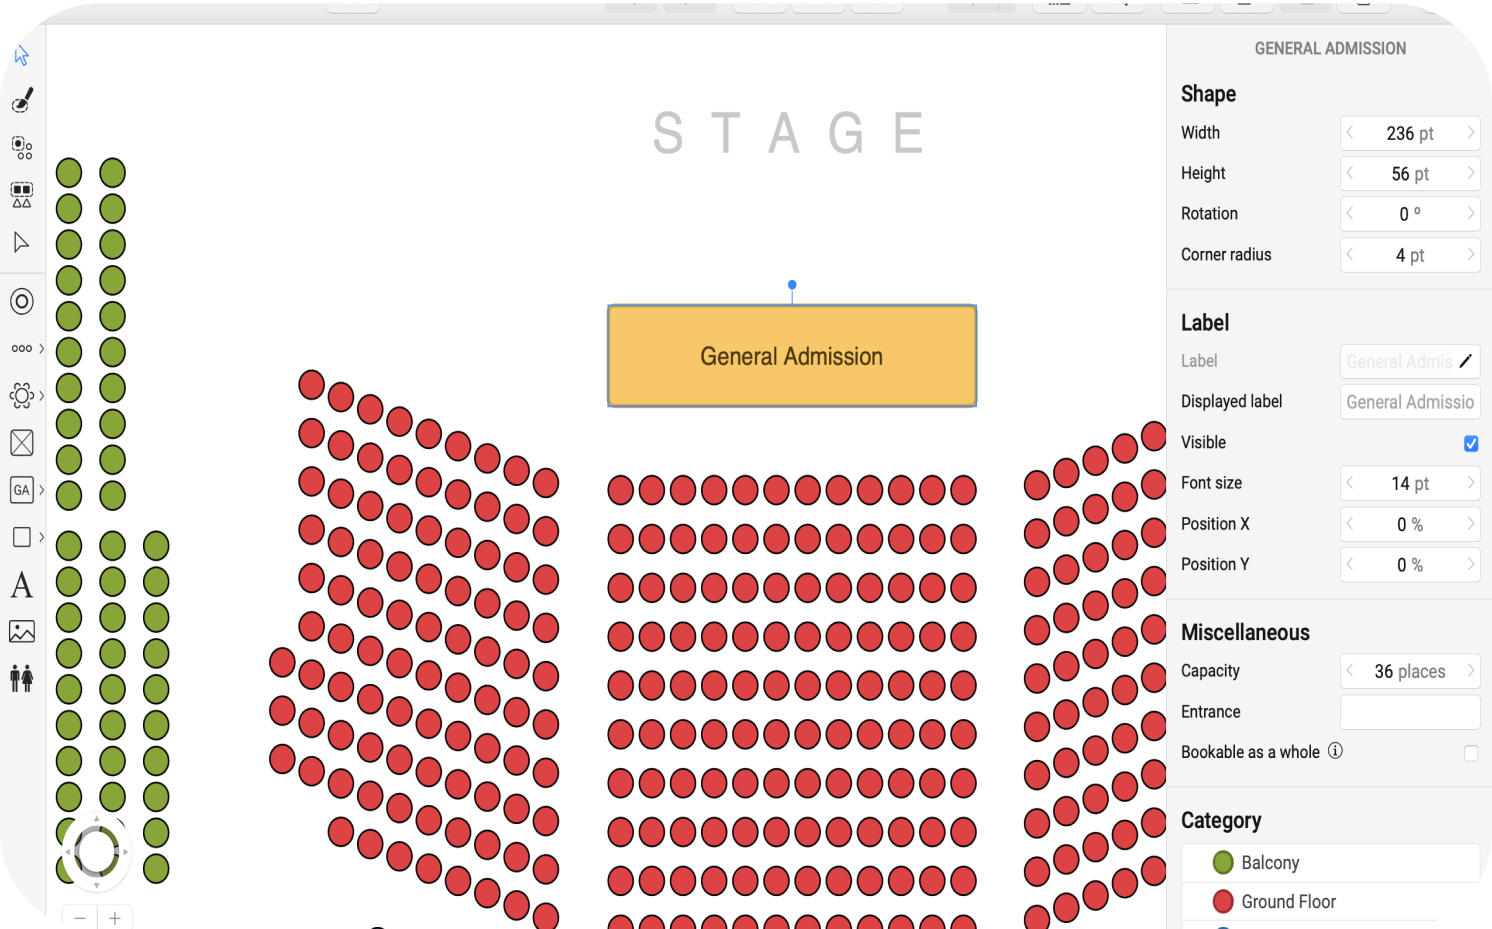 GENERAL ADMISSION
Shape
Width 236 pt
Height 56 pt
Rotation 0 °
Corner radius 4 pt
Label
Label General Admis
Displayed label General Admissio
Visible
Font size 14 pt
Position X 0 %
Position Y 0 %
Miscellaneous
Capacity 36 places
Entrance
Bookable as a whole
Category
Balcony
Ground Floor
STAGE
General Admission
GA
A